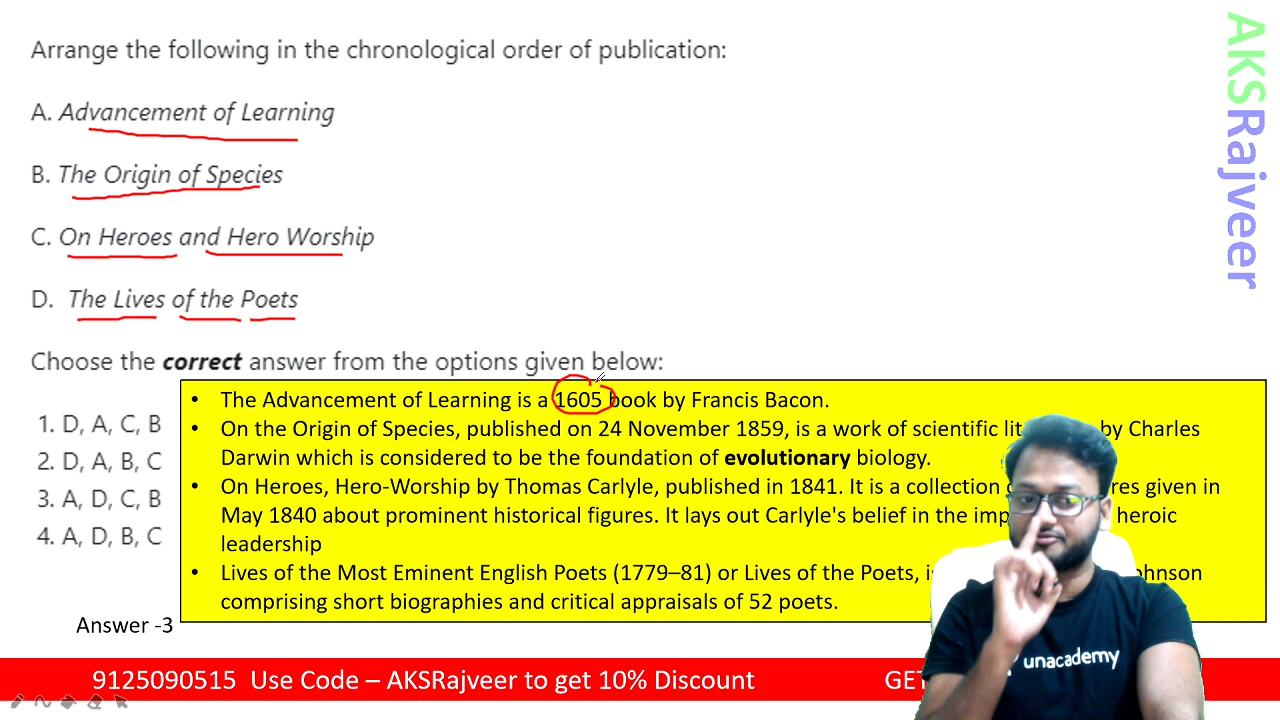 Arrange the following in the chronological order of publication:
A. Advancement of Learning
B. The Origin of Species
C. On Heroes and Hero Worship
D. The Lives of the Poets
Choose the correct answer from the options given below:
1. D, A, C, B
2. D, A, B, C
3. A, D, C, B
4. A, D, B, C
Answer -3
• The Advancement of Learning is a 1605 book by Francis Bacon.
• On the Origin of Species, published on 24 November 1859, is a work of scientific by Charles
Darwin which is considered to be the foundation of evolutionary biology.
• On Heroes, Hero-Worship by Thomas Carlyle, published in 1841. It is a collection given in
May 1840 about prominent historical figures. It lays out Carlyle's belief in the heroic
leadership
• Lives of the Most Eminent English Poets (1779–81) or Lives of the Poets,
comprising short biographies and critical appraisals of 52 poets.
AKSRajveer
unacademy
9125090515 Use Code – AKSRajveer to get 10% Discount